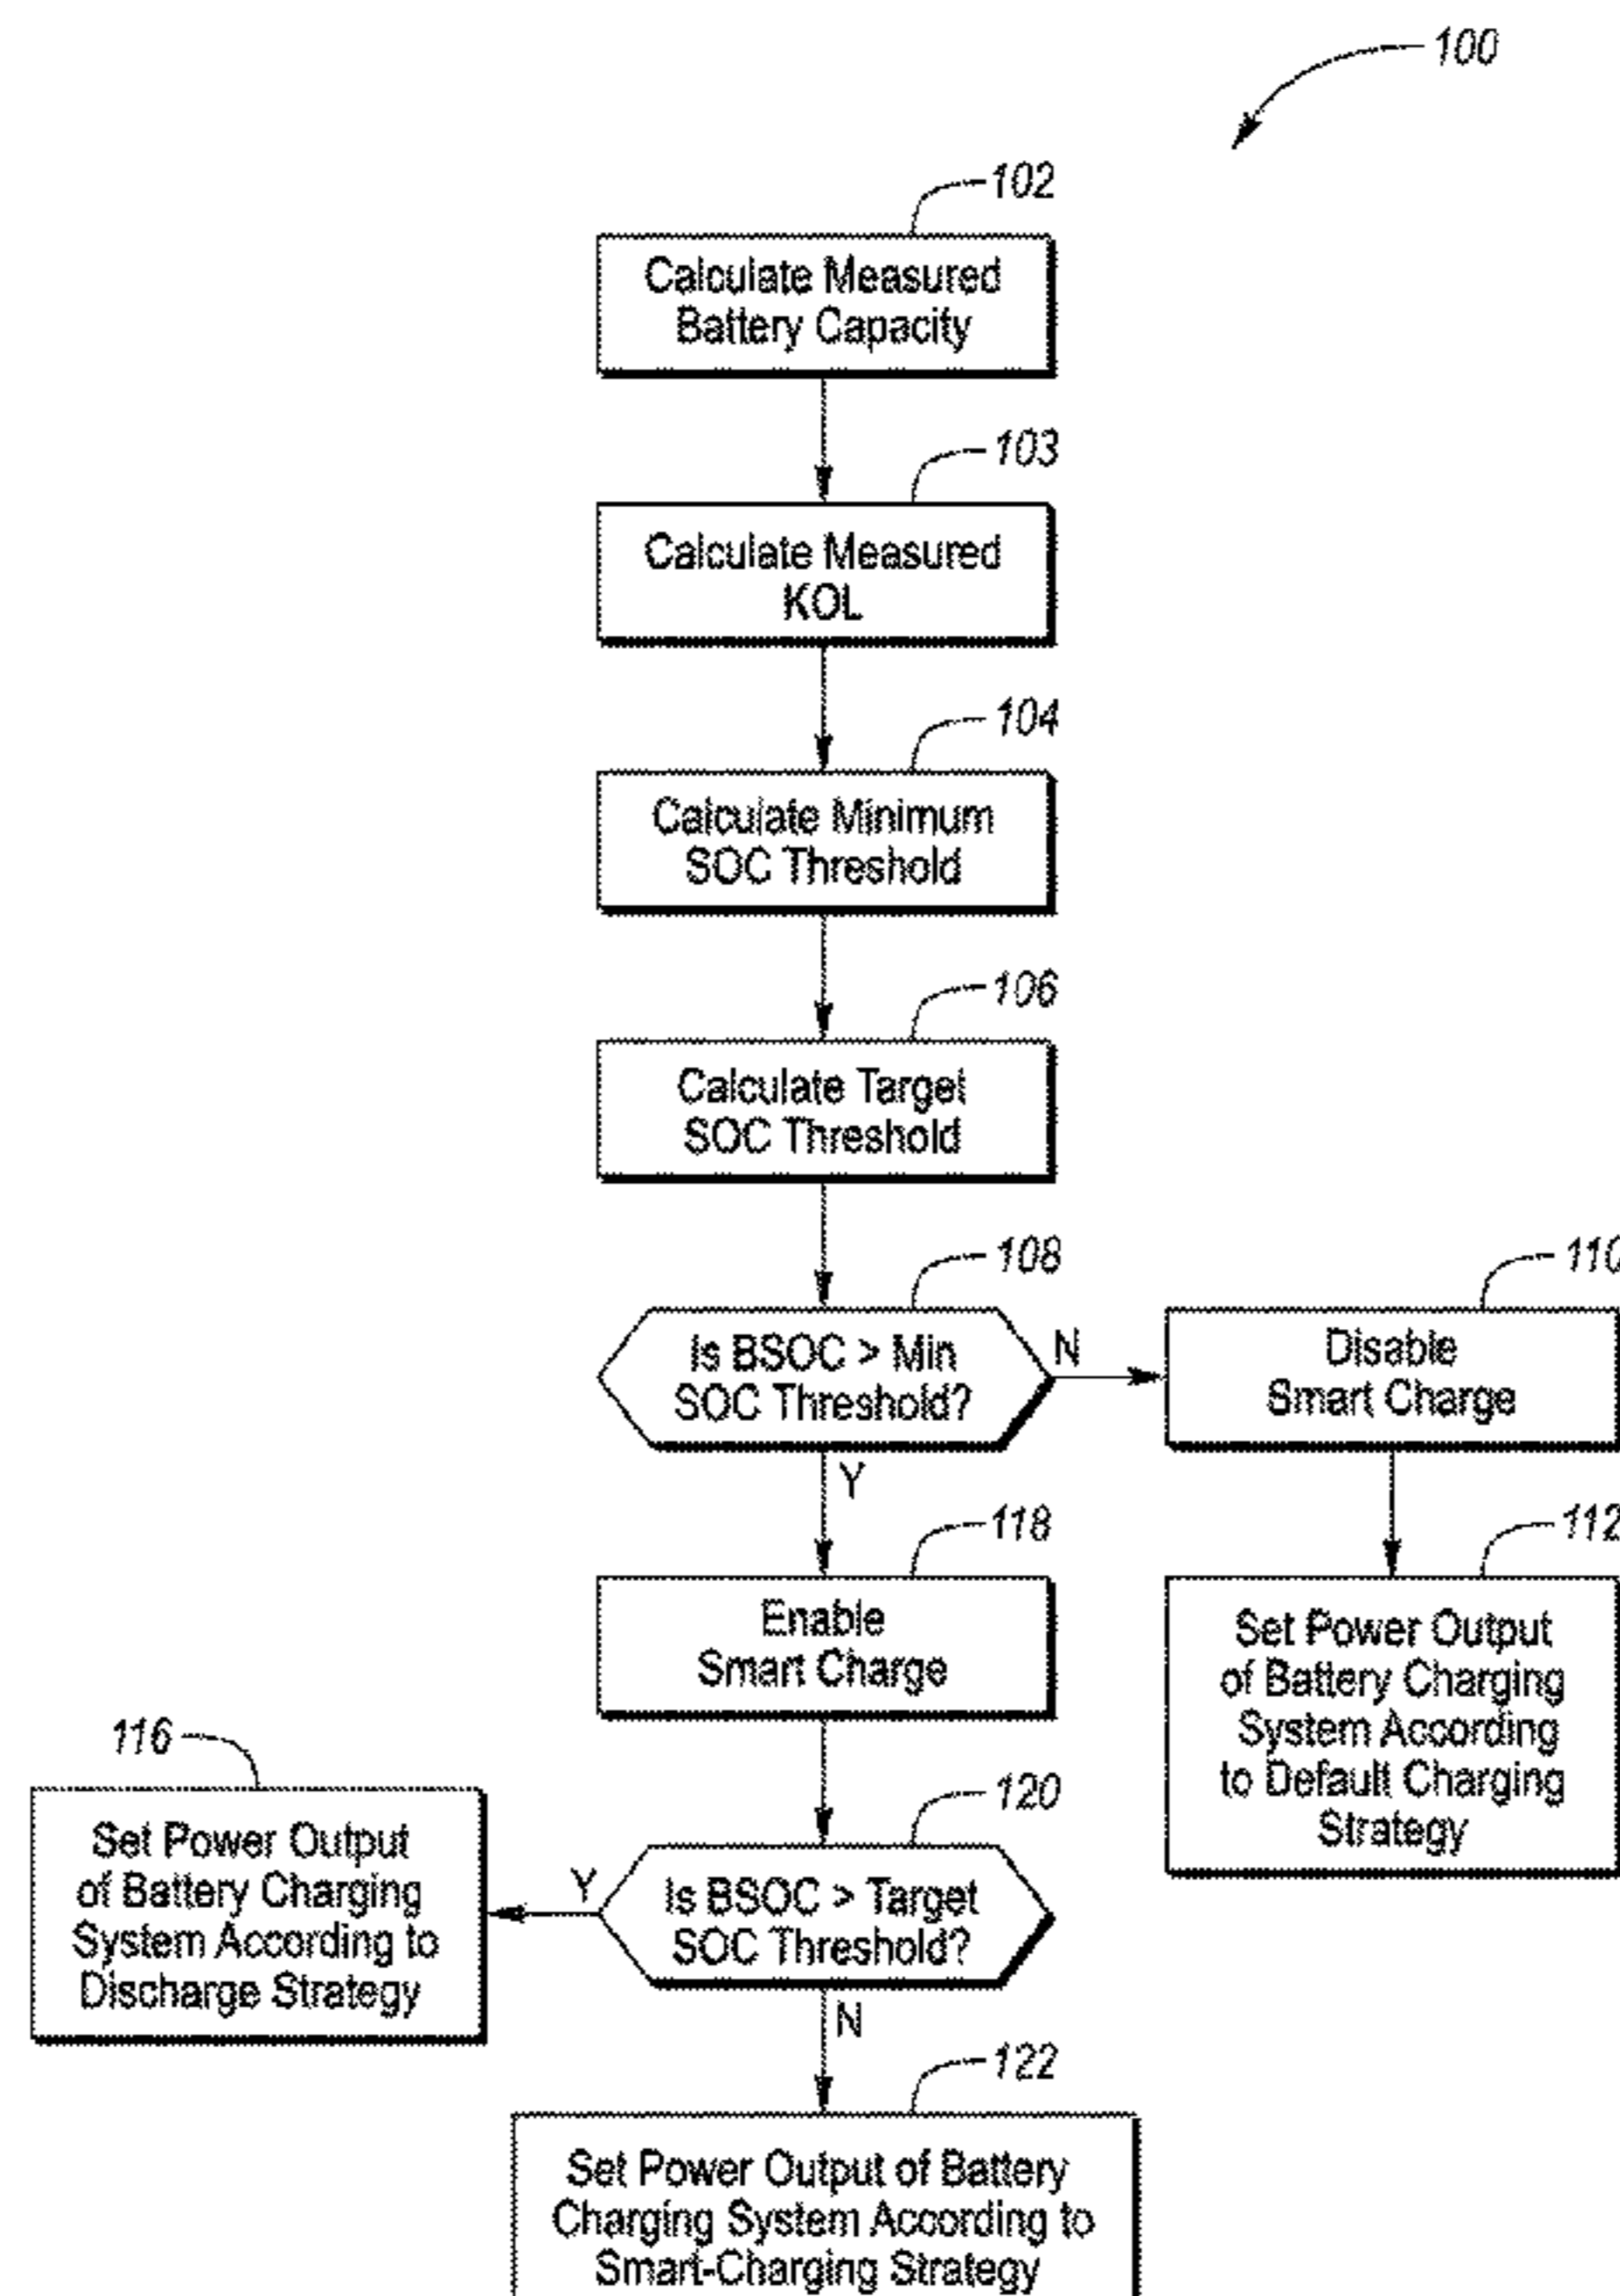 100
102
Calculate Measured
Battery Capacity
103
Calculate Measured
KOL
104
Calculate Minimum
SOC Threshold
106
Calculate Target
SOC Threshold
108
Is BSOC > Min
SOC Threshold?
N
110
Disable
Smart Charge
Y
118
Enable
Smart Charge
112
Set Power Output
of Battery Charging
System According
to Default Charging
Strategy
116
Set Power Output
of Battery Charging
System According to
Discharge Strategy
Y
120
Is BSOC > Target
SOC Threshold?
N
122
Set Power Output of Battery
Charging System According to
Smart-Charging Strategy